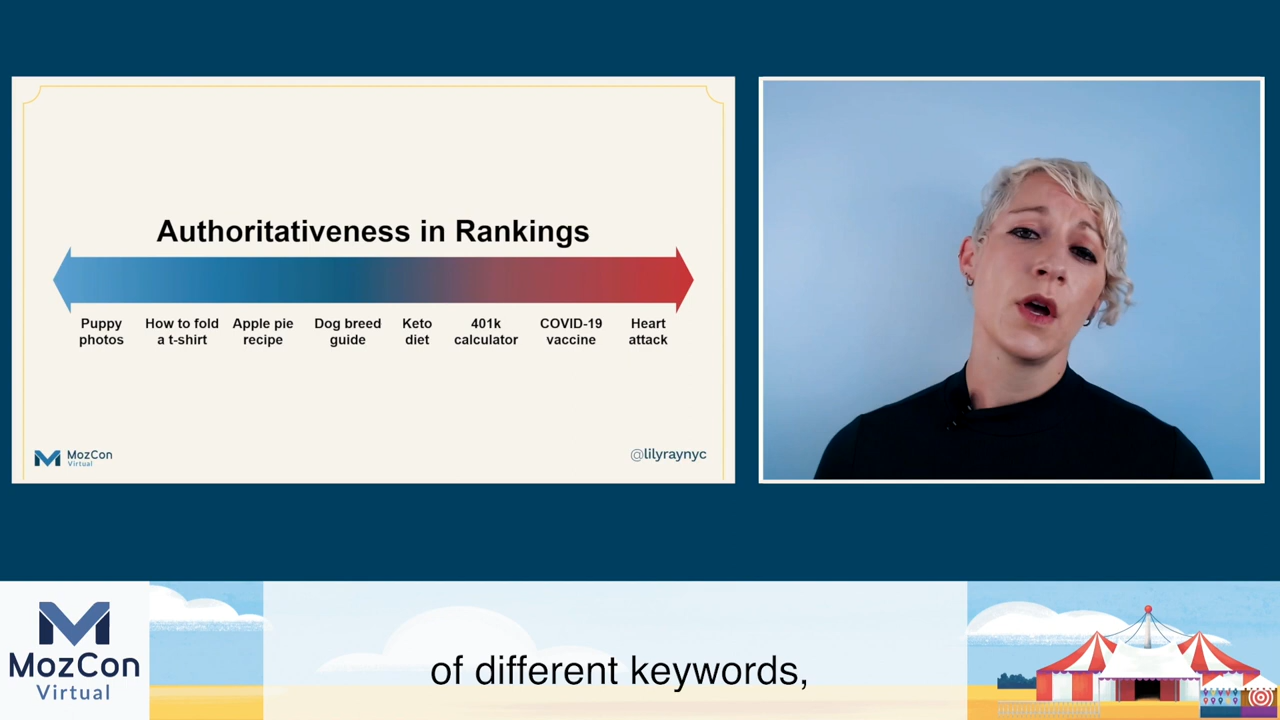 Authoritativeness in Rankings
Puppy photos
How to fold a t-shirt
Apple pie recipe
Dog breed guide
Keto diet
401k calculator
COVID-19 vaccine
Heart attack
MozCon
Virtual
@lilyraynyc
MozCon
Virtual
of different keywords,